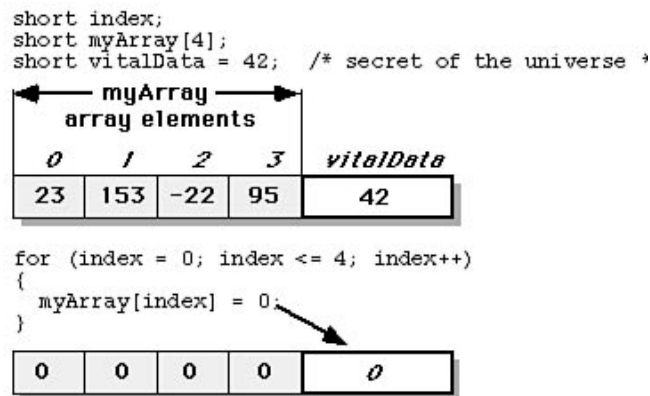 short index;
short myArray[4];
short vitalData = 42;  /* secret of the universe *
myArray
array elements
0 1 2 3 vitalData
23 153 -22 95 42
for (index = 0; index <= 4; index++)
{
  myArray[index] = 0;
}
0 0 0 0 0